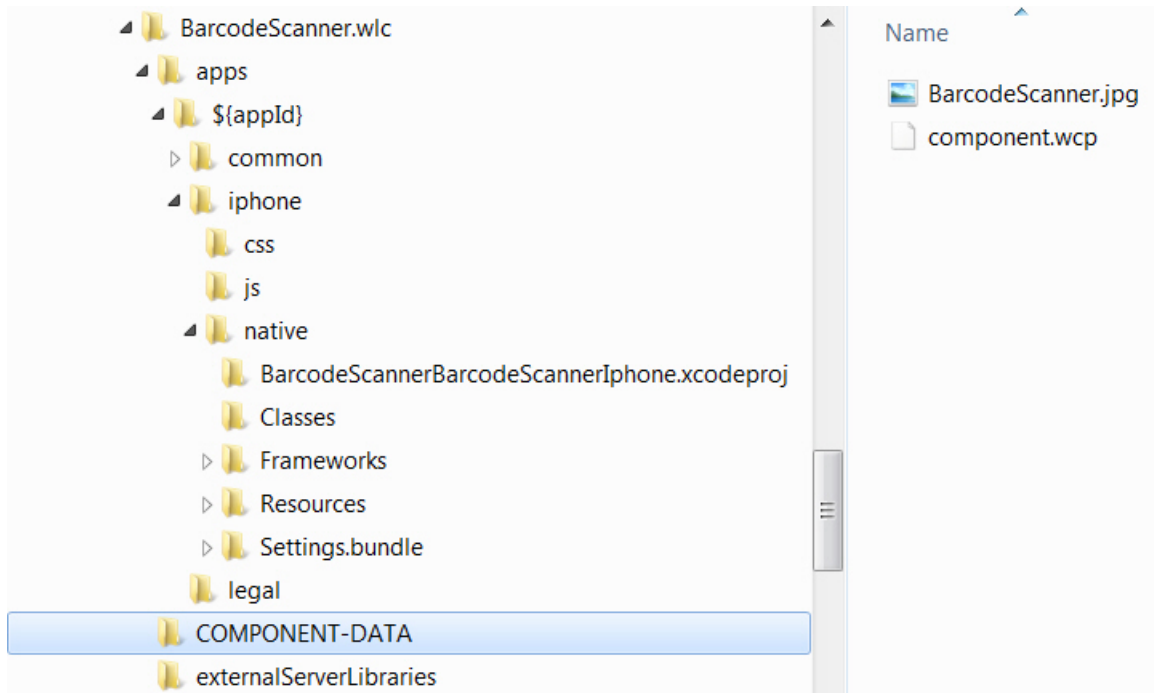 BarcodeScanner.wlc
apps
${appId}
common
iphone
css
js
native
BarcodeScannerBarcodeScannerIphone.xcodeproj
Classes
Frameworks
Resources
Settings.bundle
legal
COMPONENT-DATA
externalServerLibraries
Name
BarcodeScanner.jpg
component.wcp